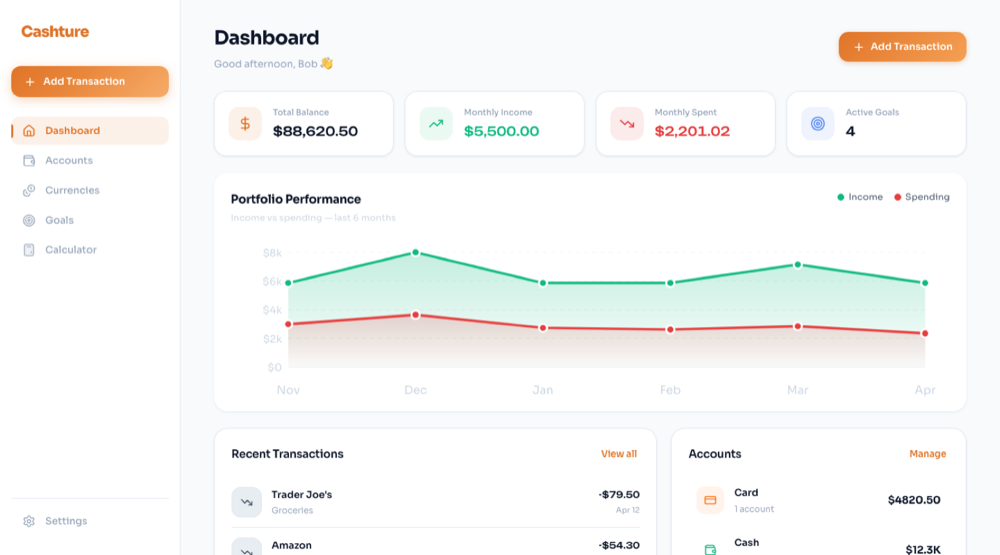 Cashture
Add Transaction
Dashboard
Accounts
Currencies
Goals
Calculator
Settings
Dashboard
Good afternoon, Bob 👋
Add Transaction
Total Balance
$88,620.50
Monthly Income
$5,500.00
Monthly Spent
$2,201.02
Active Goals
4
Portfolio Performance
Income vs spending — last 6 months
Income
Spending
$8k
$6k
$4k
$2k
$0
Nov Dec Jan Feb Mar Apr
Recent Transactions
View all
Trader Joe's
-$79.50
Groceries
Apr 12
Amazon
-$54.30
Accounts
Manage
Card
1 account
$4820.50
Cash
$12.3K